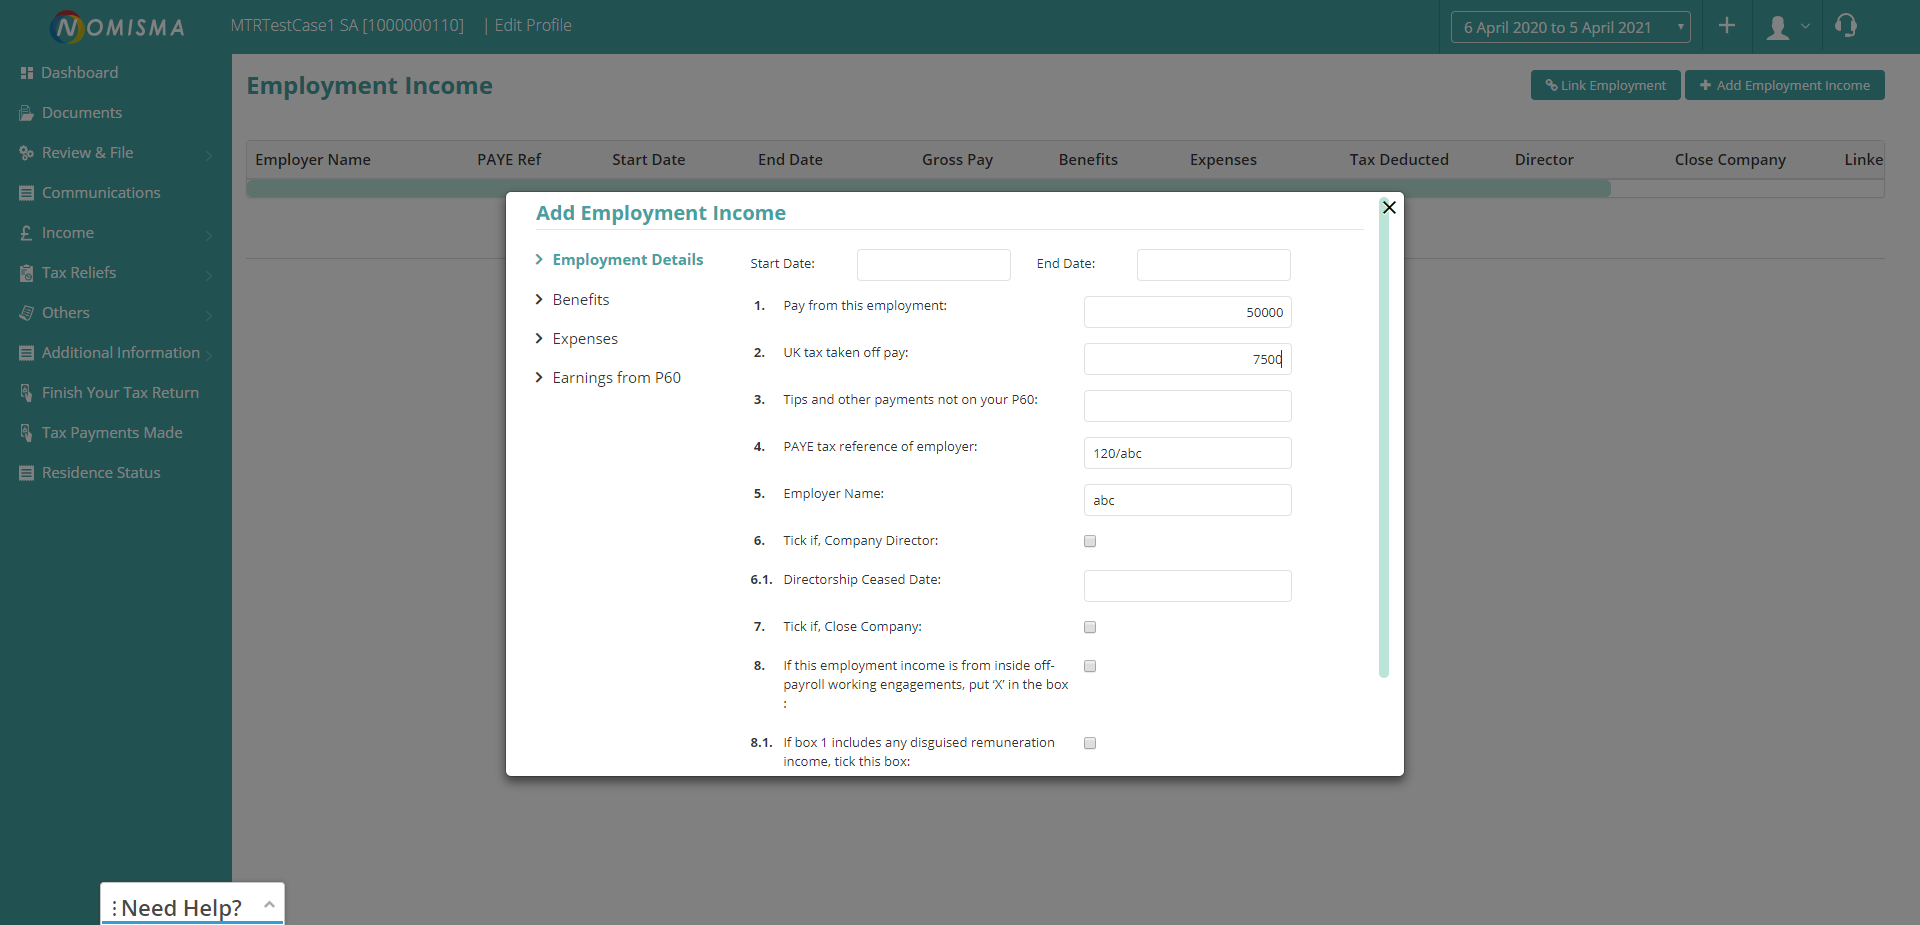 NOMISMA
MTRTestCase1 SA [1000000110] | Edit Profile
6 April 2020 to 5 April 2021
Dashboard
Documents
Review & File
Communications
Income
Tax Reliefs
Others
Additional Information
Finish Your Tax Return
Tax Payments Made
Residence Status
Employment Income
Link Employment
Add Employment Income
Employer Name PAYE Ref Start Date End Date Gross Pay Benefits Expenses Tax Deducted Director Close Company Linke
Add Employment Income
Employment Details
Benefits
Expenses
Earnings from P60
Start Date: End Date:
1. Pay from this employment: 50000
2. UK tax taken off pay: 7500
3. Tips and other payments not on your P60:
4. PAYE tax reference of employer: 120/abc
5. Employer Name: abc
6. Tick if, Company Director:
6.1. Directorship Ceased Date:
7. Tick if, Close Company:
8. If this employment income is from inside off-
payroll working engagements, put ‘X’ in the box
:
8.1. If box 1 includes any disguised remuneration
income, tick this box:
Need Help?